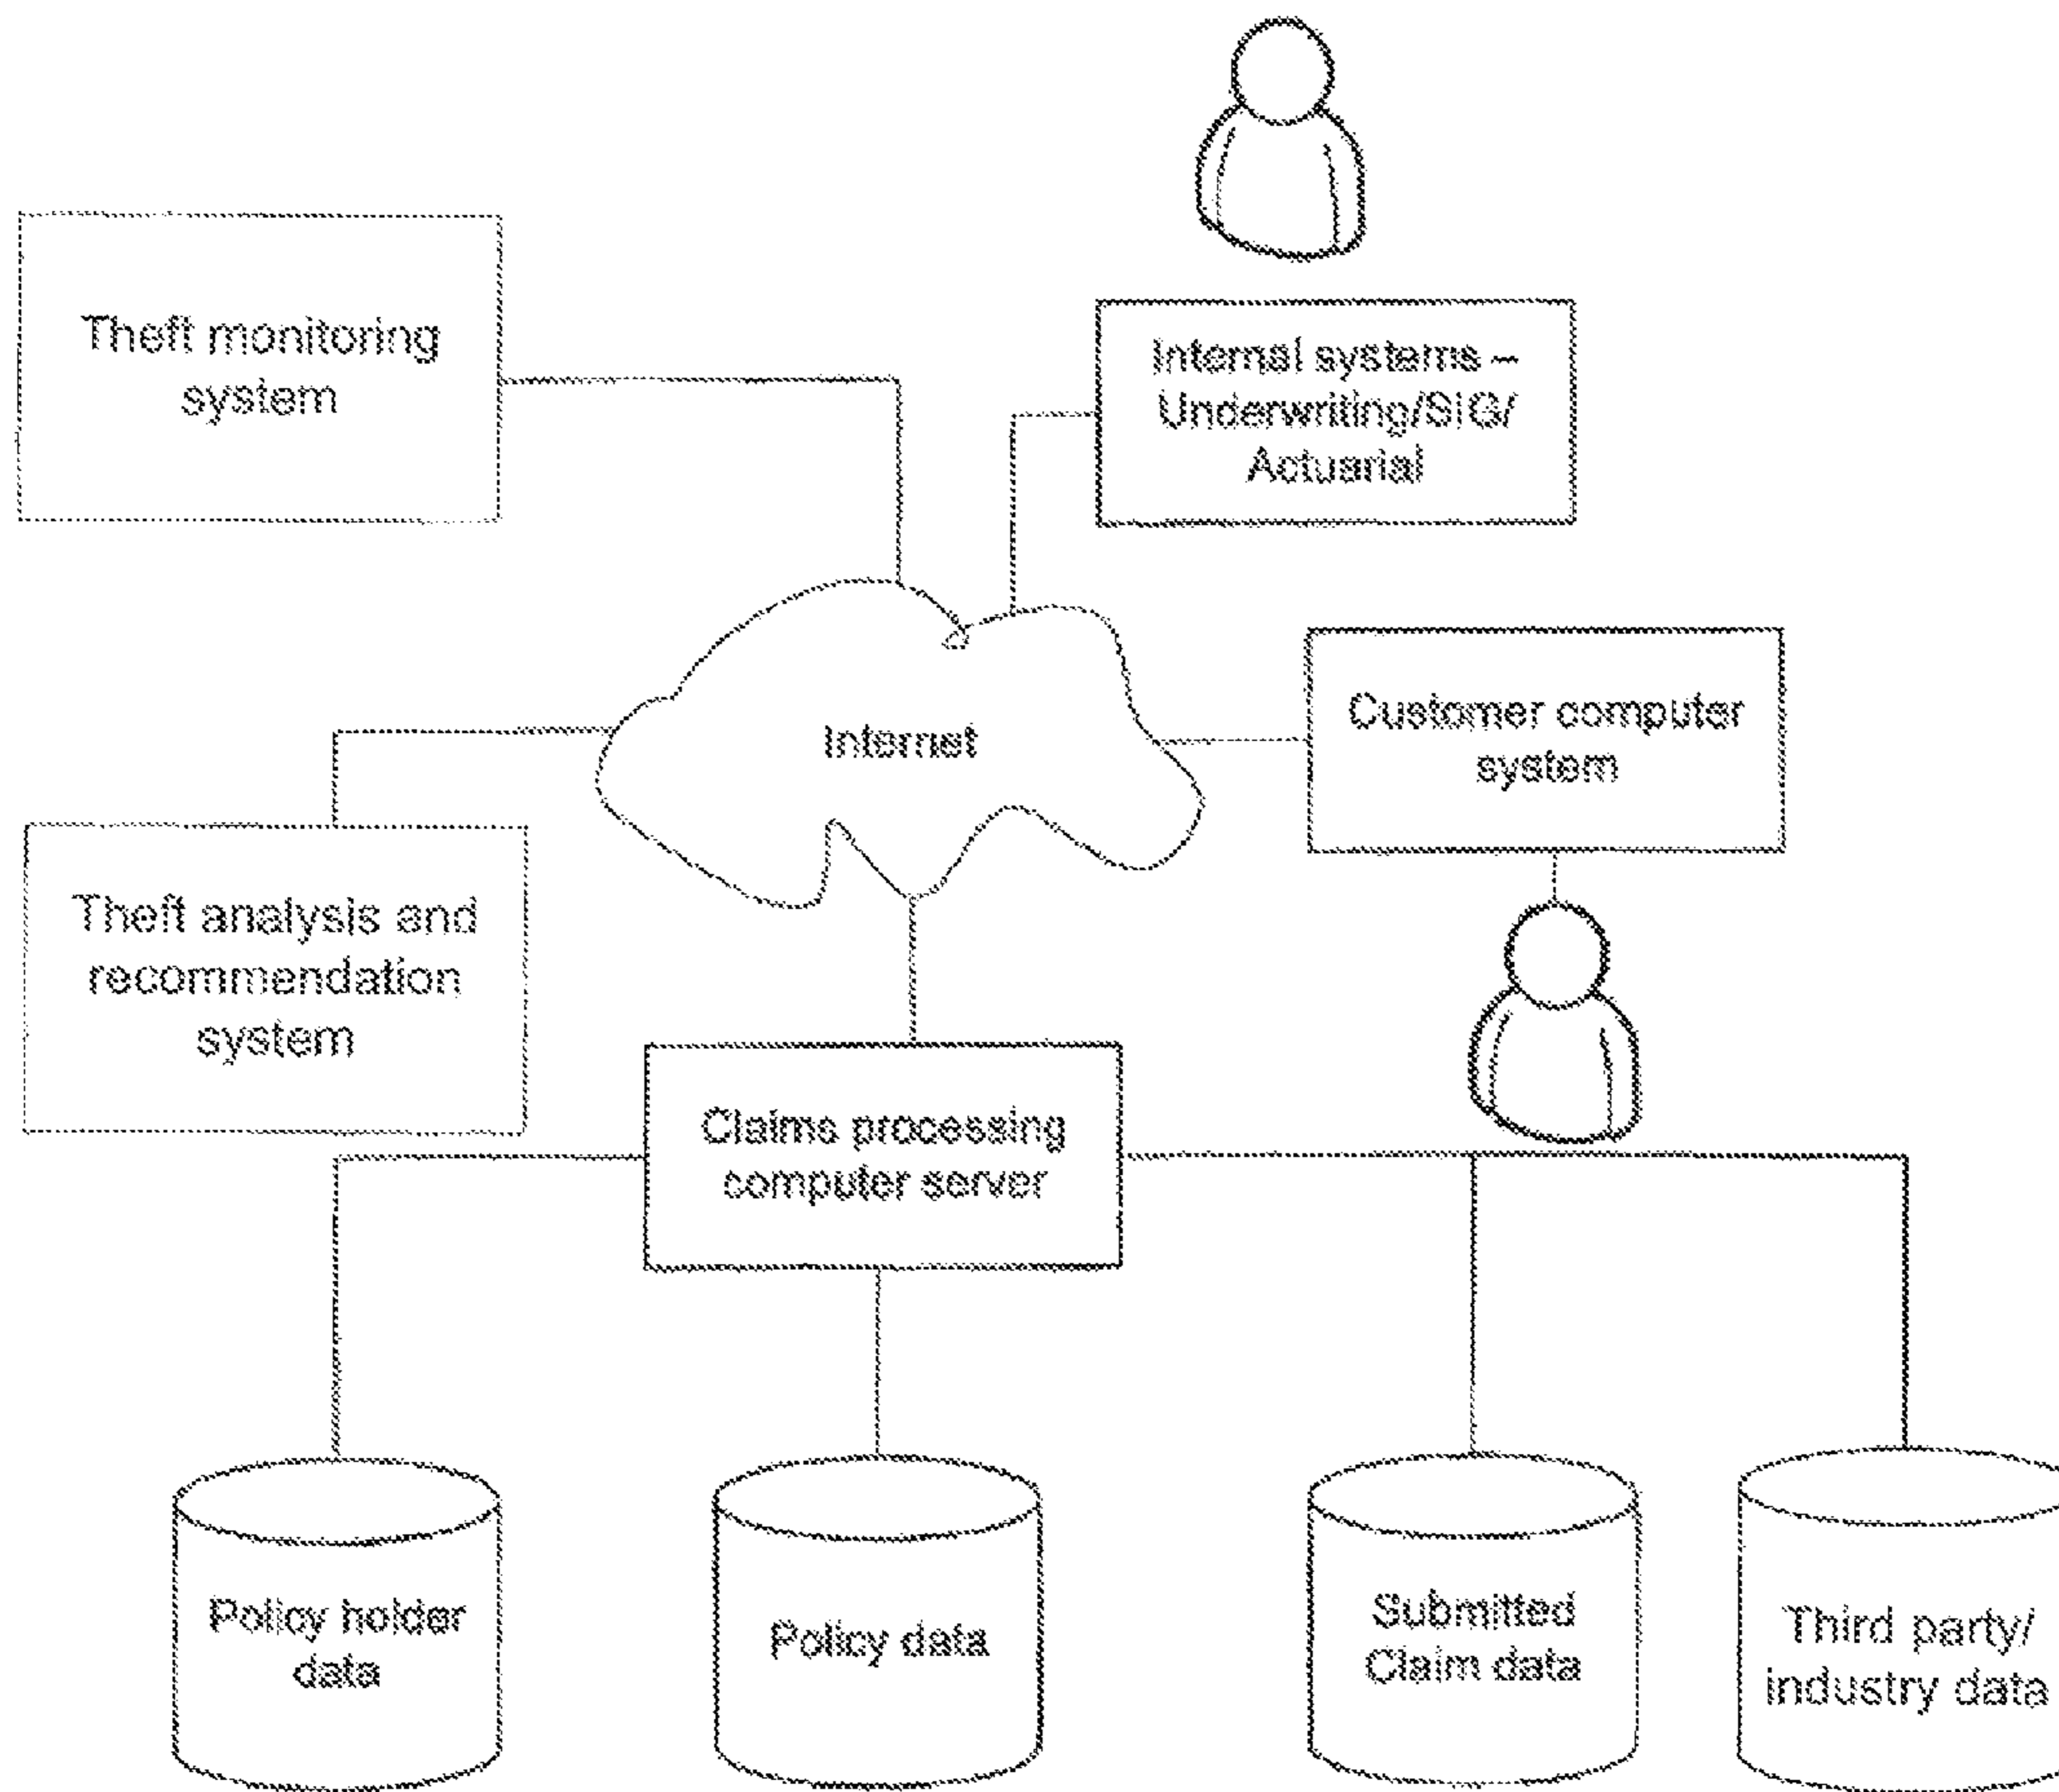 Theft monitoring
system
Internal systems –
Underwriting/SIG/
Actuarial
Internet
Customer computer
system
Theft analysis and
recommendation
system
Claims processing
computer server
Policy holder
data
Policy data
Submitted
Claim data
Third party/
industry data